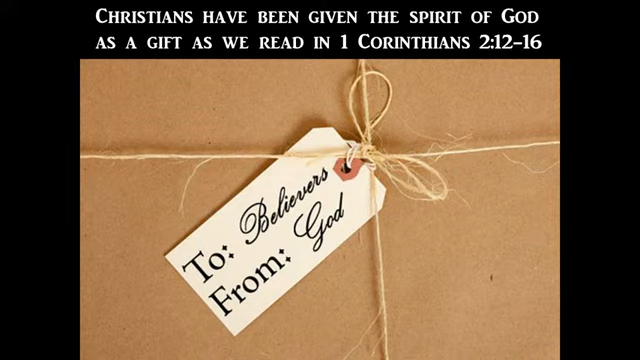 Christians have been given the spirit of God
as a gift as we read in 1 Corinthians 2:12–16
To: Believers
From: God